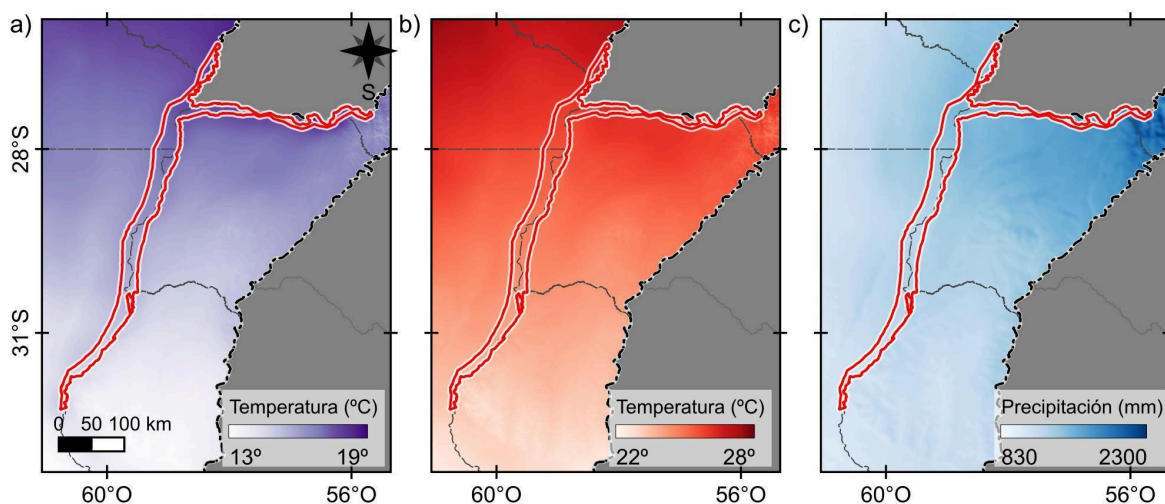 a)
b)
c)
S
28°S
31°S
Temperatura (ºC)
13º 19º
0 50 100 km
Temperatura (ºC)
22º 28º
Precipitación (mm)
830 2300
60°O 56°O
60°O 56°O
60°O 56°O